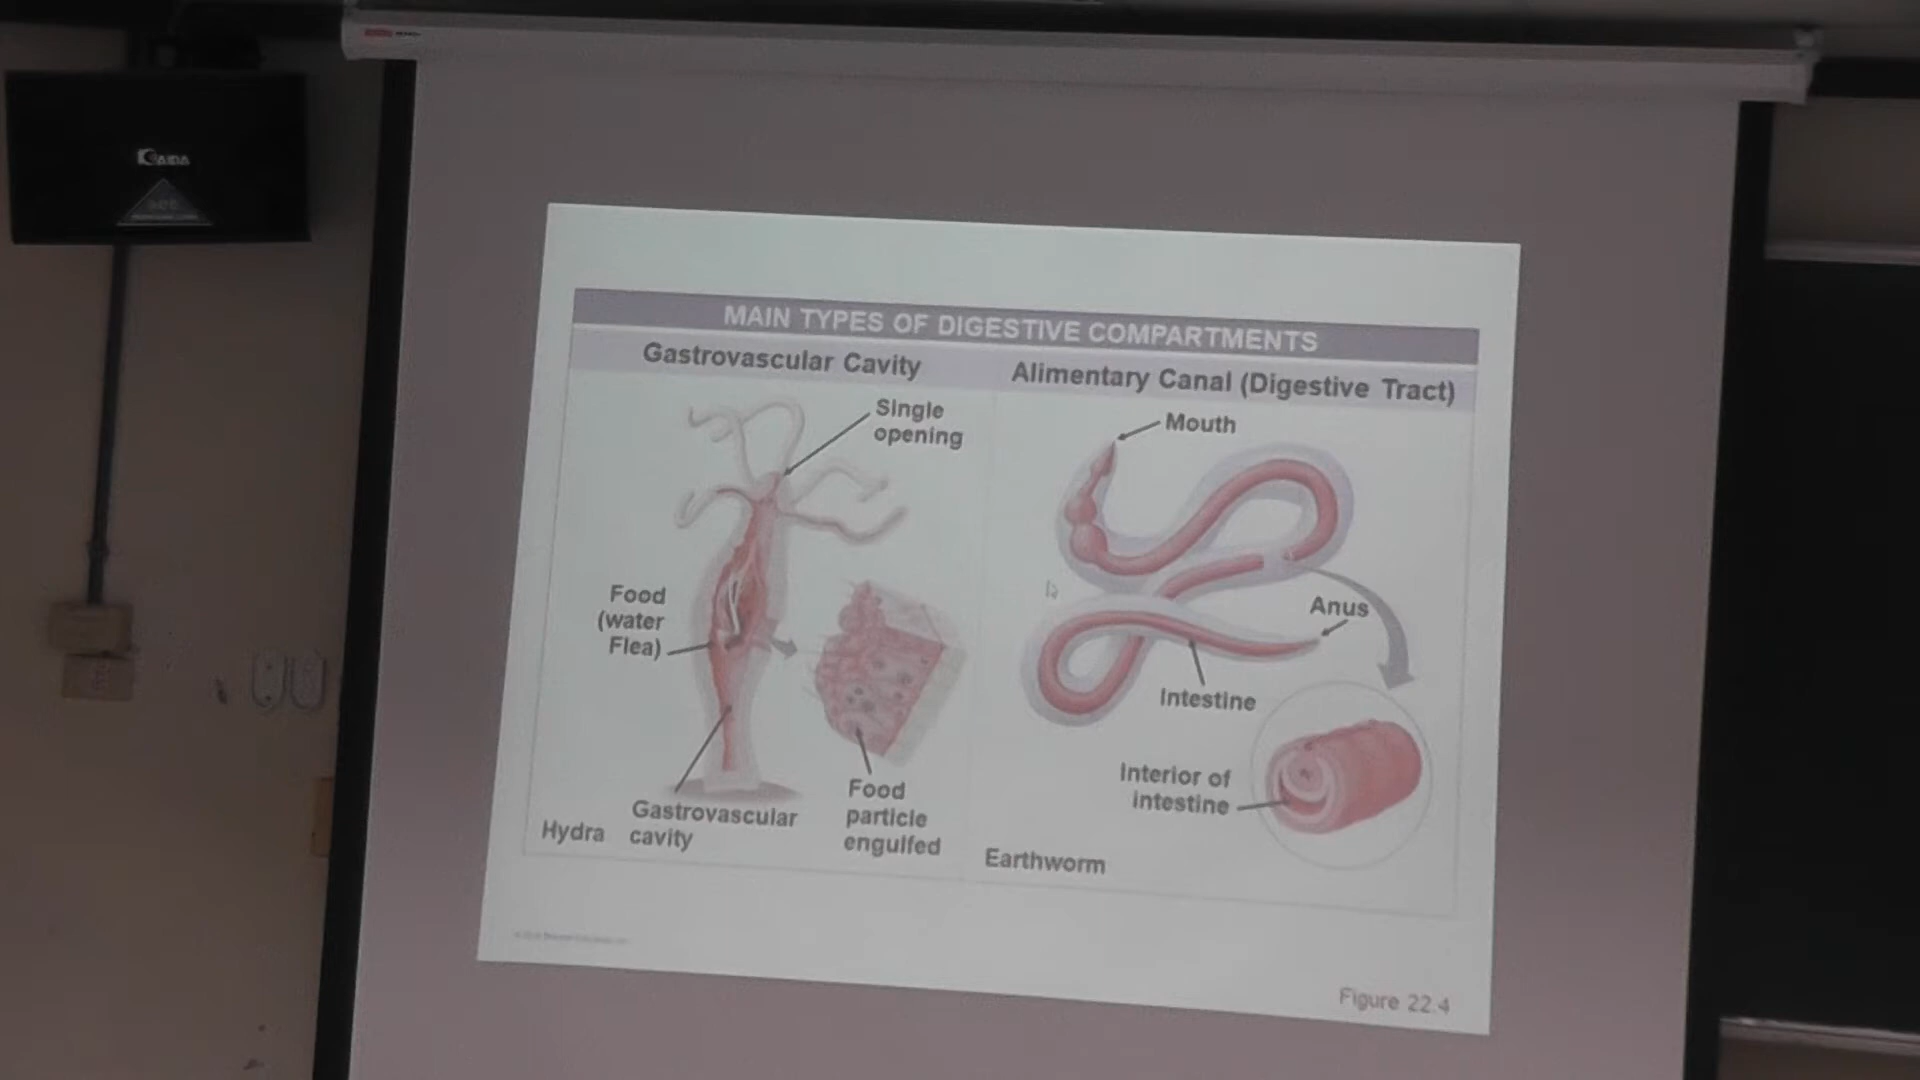 KAIDA
MAIN TYPES OF DIGESTIVE COMPARTMENTS
Gastrovascular Cavity
Alimentary Canal (Digestive Tract)
Single
opening
Mouth
Food
(water
Flea)
Anus
Intestine
Interior of
intestine
Food
particle
engulfed
Gastrovascular
cavity
Hydra
Earthworm
Figure 22.4